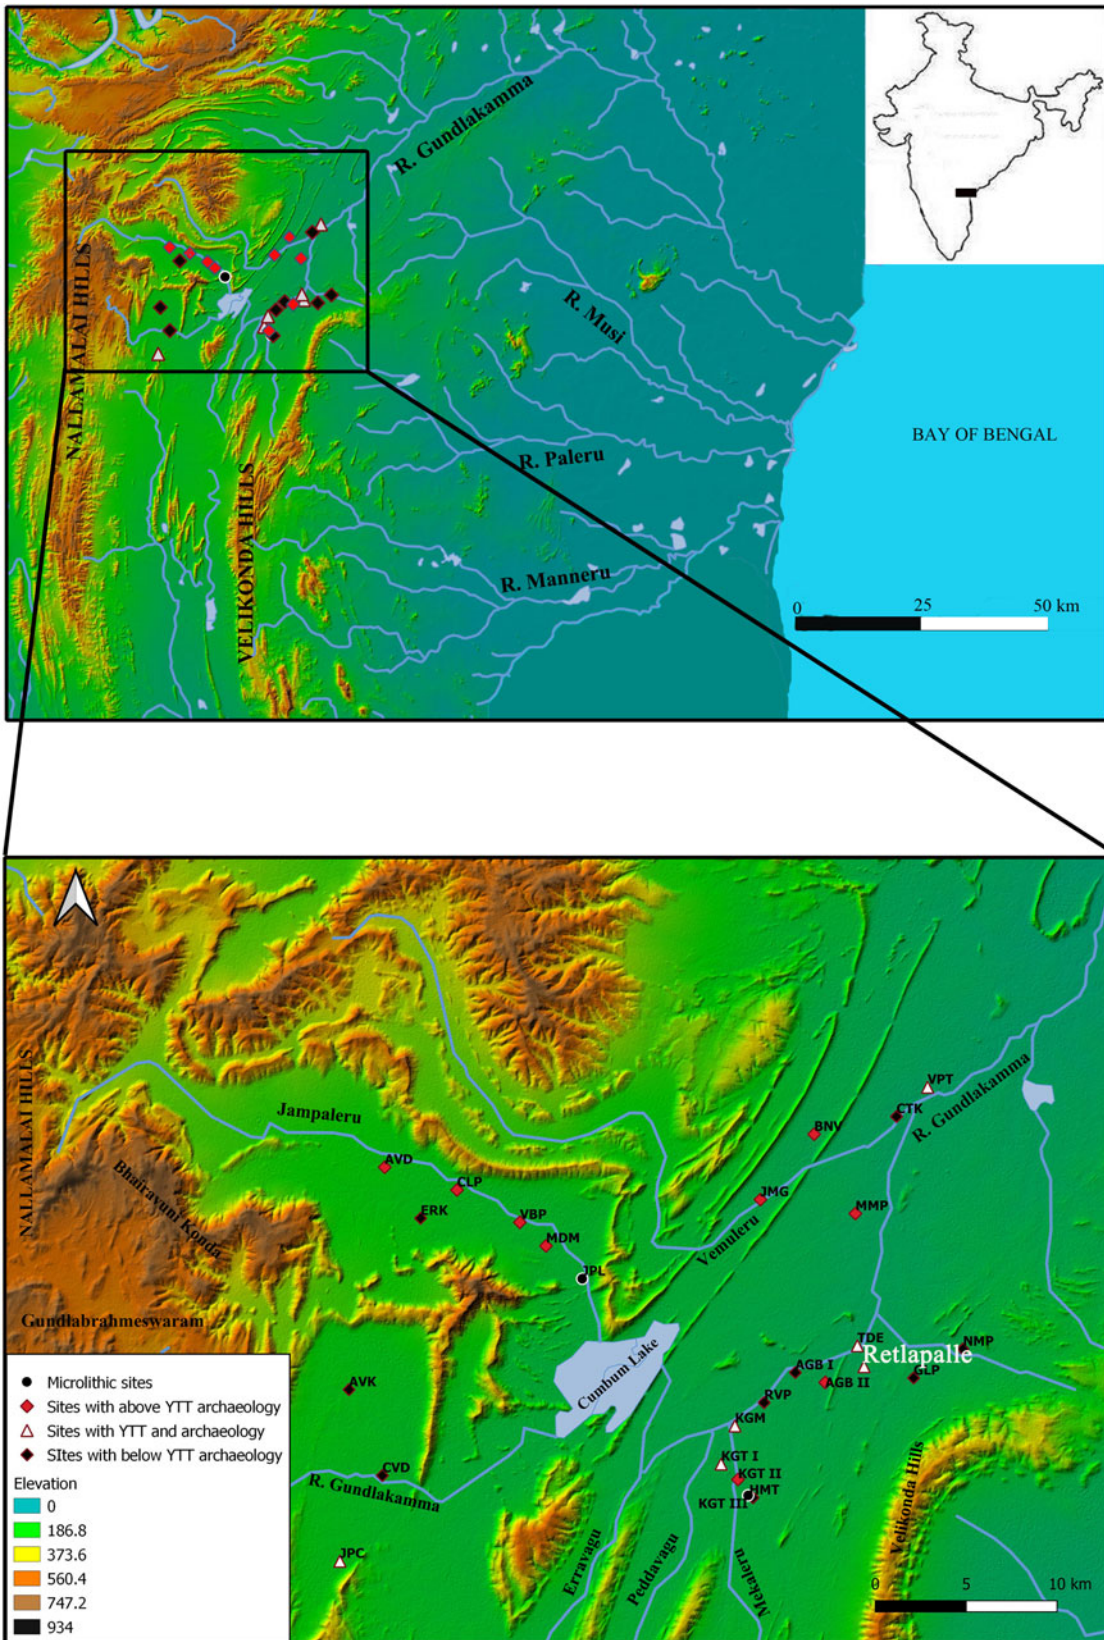 R. Gundlakamma
NALLAMALAI HILLS
R. Musi
BAY OF BENGAL
R. Paleru
VELIKONDA HILLS
R. Manneru
0 25 50 km
VPT
CTK
R. Gundlakamma
NALLAMALAI HILLS
Jampaleru
BNV
AVD
Bhairavuni Konda
CLP
JMG
ERK
VBP
MMP
MDM
Vemuleru
JPL
Gundlabrahmeswaram
TDE
NMP
Retlapalle
Cumbum Lake
AGB I
GLP
AGB II
AVK
RVP
KGM
KGT I
CVD
KGT II
R. Gundlakamma
HMT
KGT III
Velikonda Hills
JPC
Erravagu
Peddavagu
Mekaleru
0 5 10 km
Microlithic sites
Sites with above YTT archaeology
Sites with YTT and archaeology
SItes with below YTT archaeology
Elevation
0
186.8
373.6
560.4
747.2
934